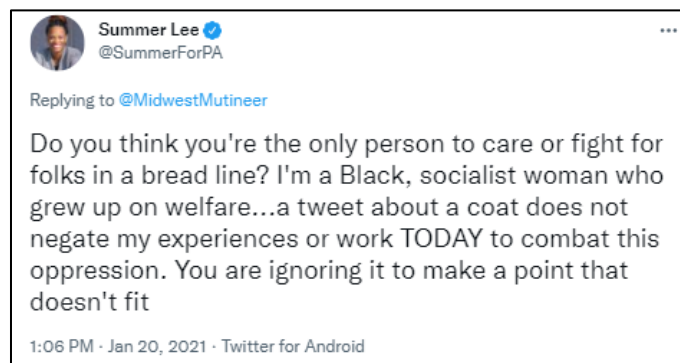 Summer Lee
@SummerForPA
Replying to @MidwestMutineer
Do you think you're the only person to care or fight for
folks in a bread line? I'm a Black, socialist woman who
grew up on welfare...a tweet about a coat does not
negate my experiences or work TODAY to combat this
oppression. You are ignoring it to make a point that
doesn't fit
1:06 PM · Jan 20, 2021 · Twitter for Android